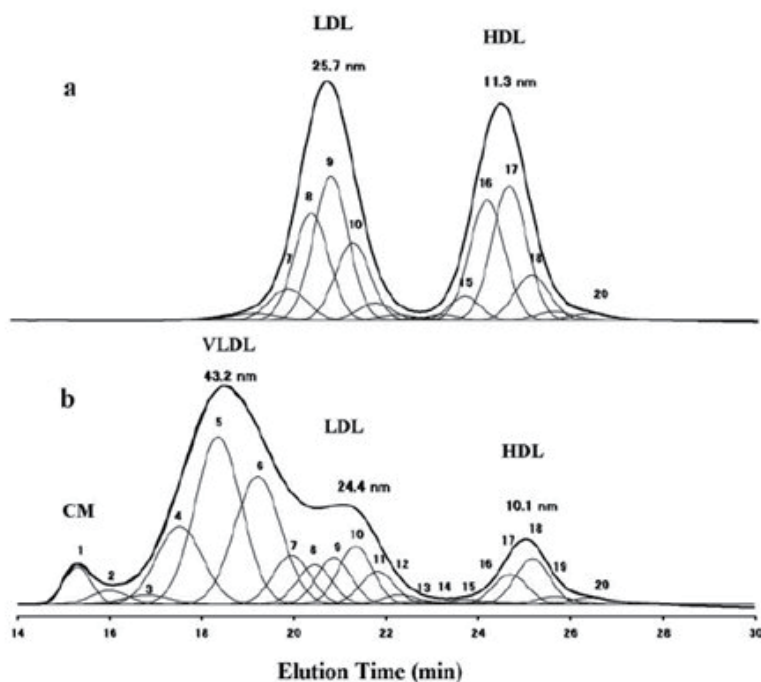 LDL HDL
25.7 nm 11.3 nm
a
9 17
16
8
10
7 18
15 20
VLDL
43.2 nm
b
5 LDL
HDL
6 24.4 nm
CM 10.1 nm
4 18
17
1 10
7 8 9 11 16 19
2 3 12 13 14 15 20
14 16 18 20 22 24 26 28 30
Elution Time (min)